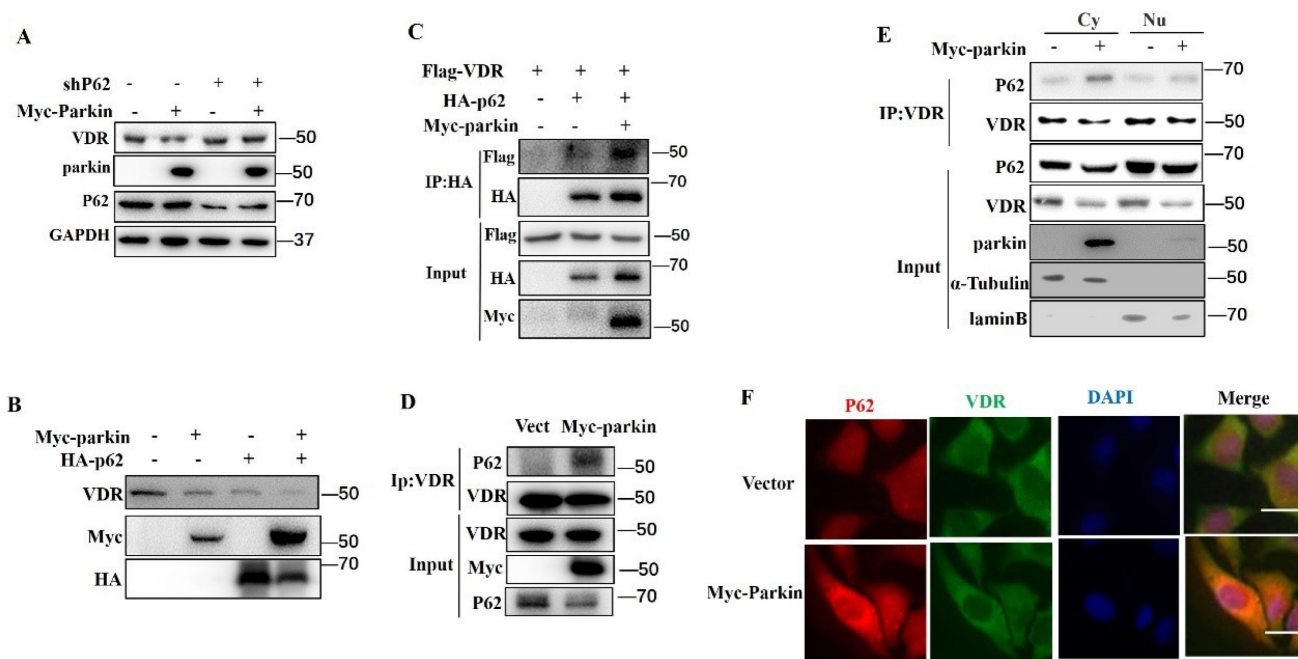 A
shP62 - - + +
Myc-Parkin - + - +
VDR —50
parkin —50
P62 —70
GAPDH —37
B
Myc-parkin - + - +
HA-p62 - - + +
VDR —50
Myc —50
—70
HA
C
Flag-VDR + + +
HA-p62 - + +
Myc-parkin - - +
IP:HA
Flag —50
—70
HA
Input
Flag —50
—70
HA
Myc —50
D
Vect Myc-parkin
Ip:VDR
P62 —50
VDR —50
Input
VDR —50
Myc —50
P62 —70
E
Cy Nu
Myc-parkin - + - +
IP:VDR
P62 —70
VDR —50
Input
P62 —70
VDR —50
parkin —50
α-Tubulin —50
laminB —70
F
P62 VDR DAPI Merge
Vector
Myc-Parkin